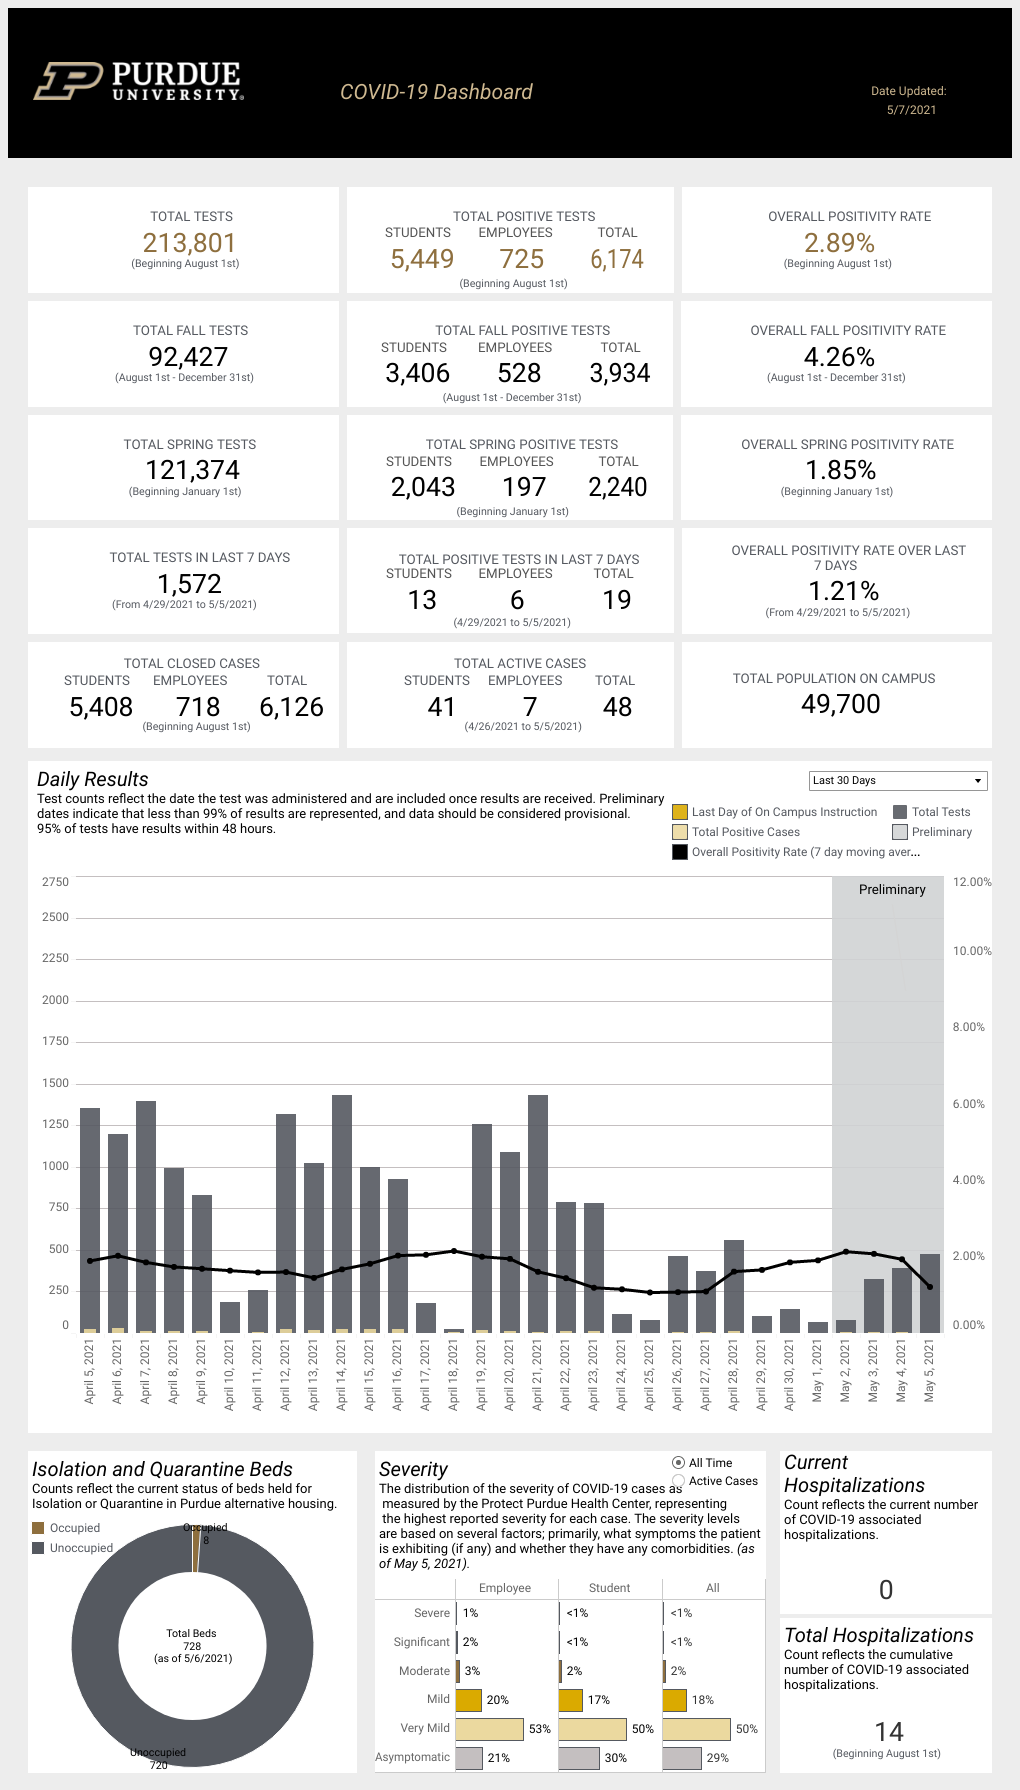 PURDUE
UNIVERSITY®
COVID-19 Dashboard
Date Updated:
5/7/2021
TOTAL TESTS
213,801
(Beginning August 1st)
TOTAL POSITIVE TESTS
STUDENTS EMPLOYEES TOTAL
5,449 725 6,174
(Beginning August 1st)
OVERALL POSITIVITY RATE
2.89%
(Beginning August 1st)
TOTAL FALL TESTS
92,427
(August 1st - December 31st)
TOTAL FALL POSITIVE TESTS
STUDENTS EMPLOYEES TOTAL
3,406 528 3,934
(August 1st - December 31st)
OVERALL FALL POSITIVITY RATE
4.26%
(August 1st - December 31st)
TOTAL SPRING TESTS
121,374
(Beginning January 1st)
TOTAL SPRING POSITIVE TESTS
STUDENTS EMPLOYEES TOTAL
2,043 197 2,240
(Beginning January 1st)
OVERALL SPRING POSITIVITY RATE
1.85%
(Beginning January 1st)
TOTAL TESTS IN LAST 7 DAYS
1,572
(From 4/29/2021 to 5/5/2021)
TOTAL POSITIVE TESTS IN LAST 7 DAYS
STUDENTS EMPLOYEES TOTAL
13 6 19
(4/29/2021 to 5/5/2021)
OVERALL POSITIVITY RATE OVER LAST
7 DAYS
1.21%
(From 4/29/2021 to 5/5/2021)
TOTAL CLOSED CASES
STUDENTS EMPLOYEES TOTAL
5,408 718 6,126
(Beginning August 1st)
TOTAL ACTIVE CASES
STUDENTS EMPLOYEES TOTAL
41 7 48
(4/26/2021 to 5/5/2021)
TOTAL POPULATION ON CAMPUS
49,700
Daily Results
Test counts reflect the date the test was administered and are included once results are received. Preliminary
dates indicate that less than 99% of results are represented, and data should be considered provisional.
95% of tests have results within 48 hours.
Last 30 Days
Last Day of On Campus Instruction
Total Tests
Total Positive Cases
Preliminary
Overall Positivity Rate (7 day moving aver...
2750
2500
2250
2000
1750
1500
1250
1000
750
500
250
0
Preliminary
12.00%
10.00%
8.00%
6.00%
4.00%
2.00%
0.00%
April 5, 2021
April 6, 2021
April 7, 2021
April 8, 2021
April 9, 2021
April 10, 2021
April 11, 2021
April 12, 2021
April 13, 2021
April 14, 2021
April 15, 2021
April 16, 2021
April 17, 2021
April 18, 2021
April 19, 2021
April 20, 2021
April 21, 2021
April 22, 2021
April 23, 2021
April 24, 2021
April 25, 2021
April 26, 2021
April 27, 2021
April 28, 2021
April 29, 2021
April 30, 2021
May 1, 2021
May 2, 2021
May 3, 2021
May 4, 2021
May 5, 2021
Isolation and Quarantine Beds
Counts reflect the current status of beds held for
Isolation or Quarantine in Purdue alternative housing.
Occupied
Unoccupied
Occupied
8
Total Beds
728
(as of 5/6/2021)
Unoccupied
720
Severity
All Time
Active Cases
The distribution of the severity of COVID-19 cases as
measured by the Protect Purdue Health Center, representing
the highest reported severity for each case. The severity levels
are based on several factors; primarily, what symptoms the patient
is exhibiting (if any) and whether they have any comorbidities. (as
of May 5, 2021).
Employee Student All
Severe 1% <1% <1%
Significant 2% <1% <1%
Moderate 3% 2% 2%
Mild 20% 17% 18%
Very Mild 53% 50% 50%
Asymptomatic 21% 30% 29%
Current
Hospitalizations
Count reflects the current number
of COVID-19 associated
hospitalizations.
0
Total Hospitalizations
Count reflects the cumulative
number of COVID-19 associated
hospitalizations.
14
(Beginning August 1st)